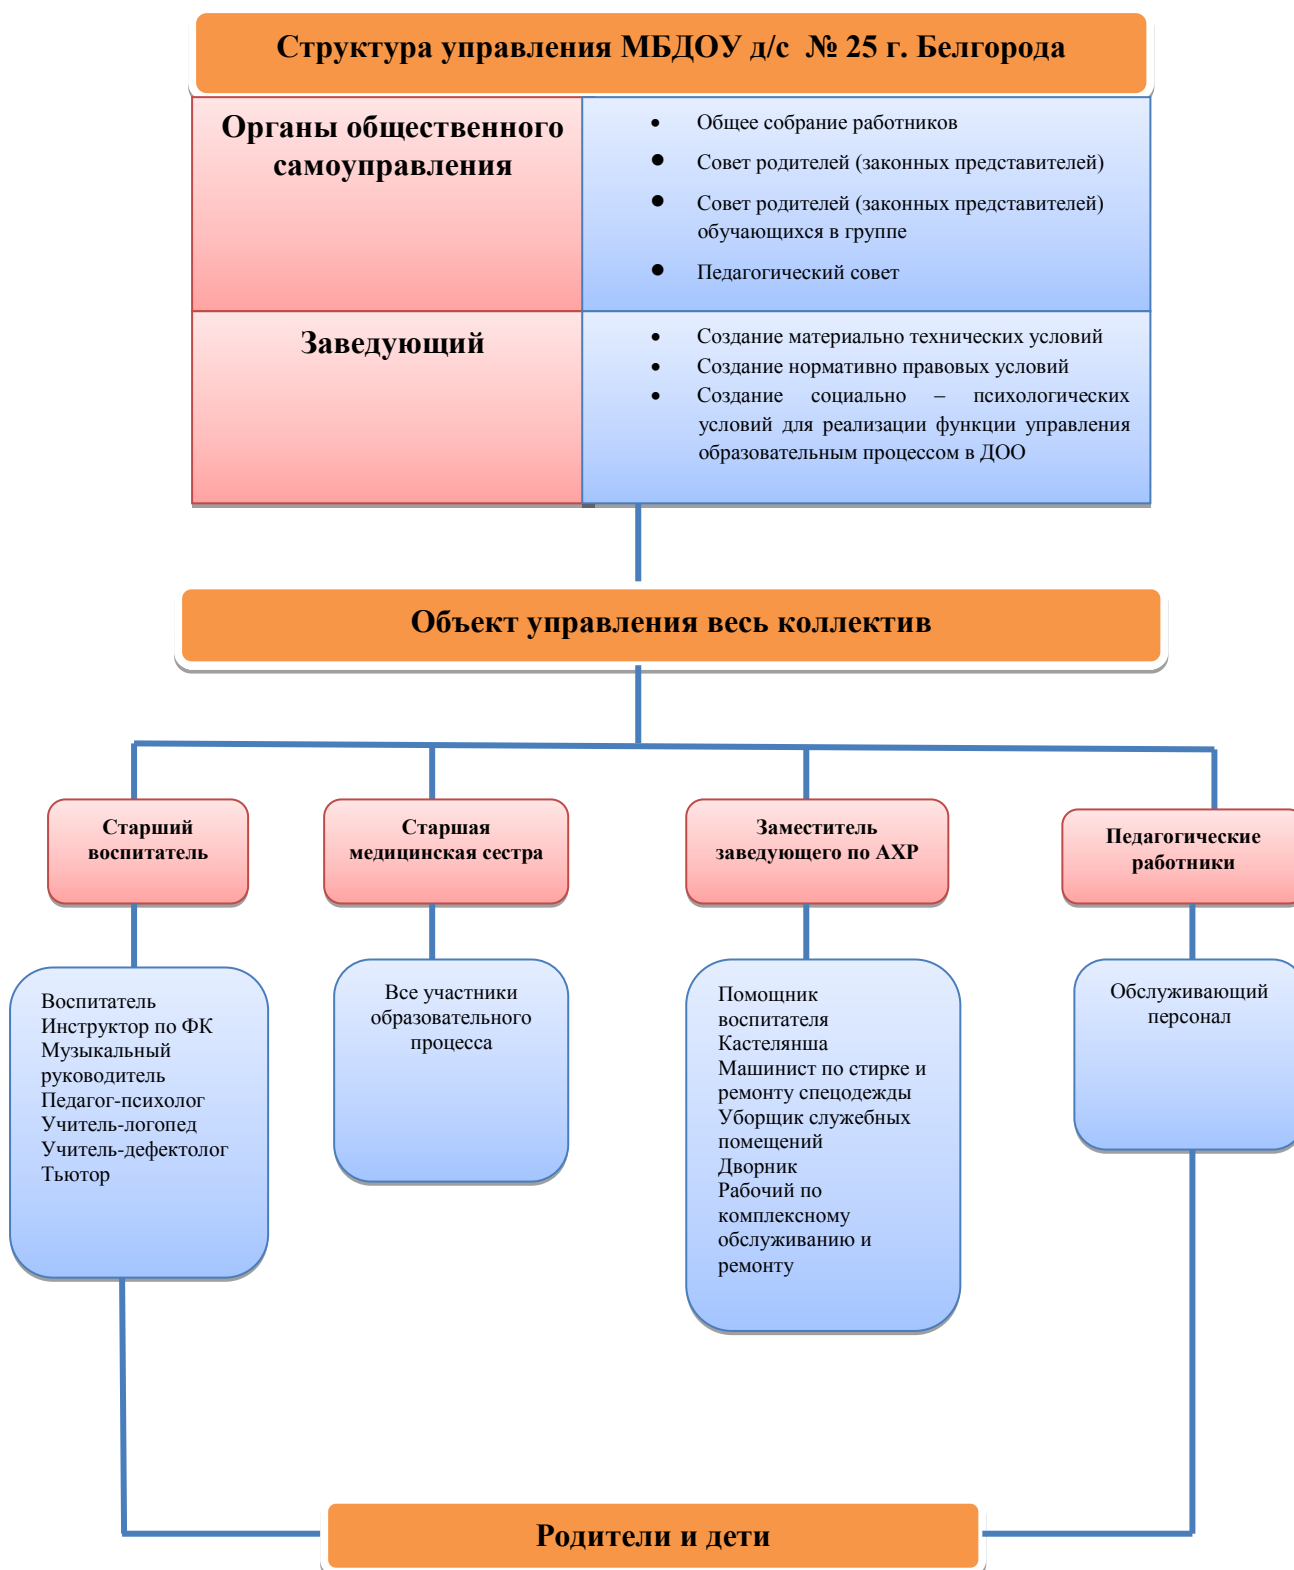 Структура управления МБДОУ д/с № 25 г. Белгорода
Органы общественного
самоуправления
• Общее собрание работников
• Совет родителей (законных представителей)
• Совет родителей (законных представителей)
обучающихся в группе
• Педагогический совет
Заведующий
• Создание материально технических условий
• Создание нормативно правовых условий
• Создание социально – психологических
условий для реализации функции управления
образовательным процессом в ДОО
Объект управления весь коллектив
Старший
воспитатель
Старшая
медицинская сестра
Заместитель
заведующего по АХР
Педагогические
работники
Воспитатель
Инструктор по ФК
Музыкальный
руководитель
Педагог-психолог
Учитель-логопед
Учитель-дефектолог
Тьютор
Все участники
образовательного
процесса
Помощник
воспитателя
Кастелянша
Машинист по стирке и
ремонту спецодежды
Уборщик служебных
помещений
Дворник
Рабочий по
комплексному
обслуживанию и
ремонту
Обслуживающий
персонал
Родители и дети